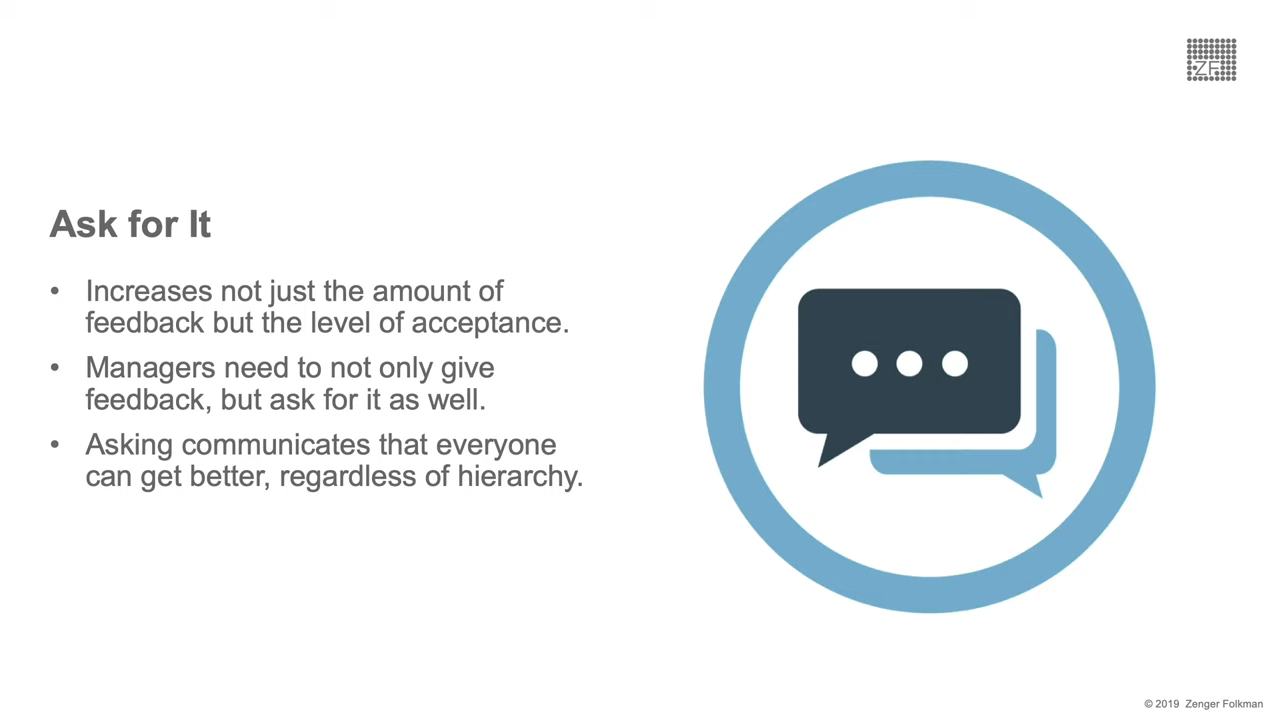 ZF
Ask for It
• Increases not just the amount of
feedback but the level of acceptance.
• Managers need to not only give
feedback, but ask for it as well.
• Asking communicates that everyone
can get better, regardless of hierarchy.
© 2019 Zenger Folkman